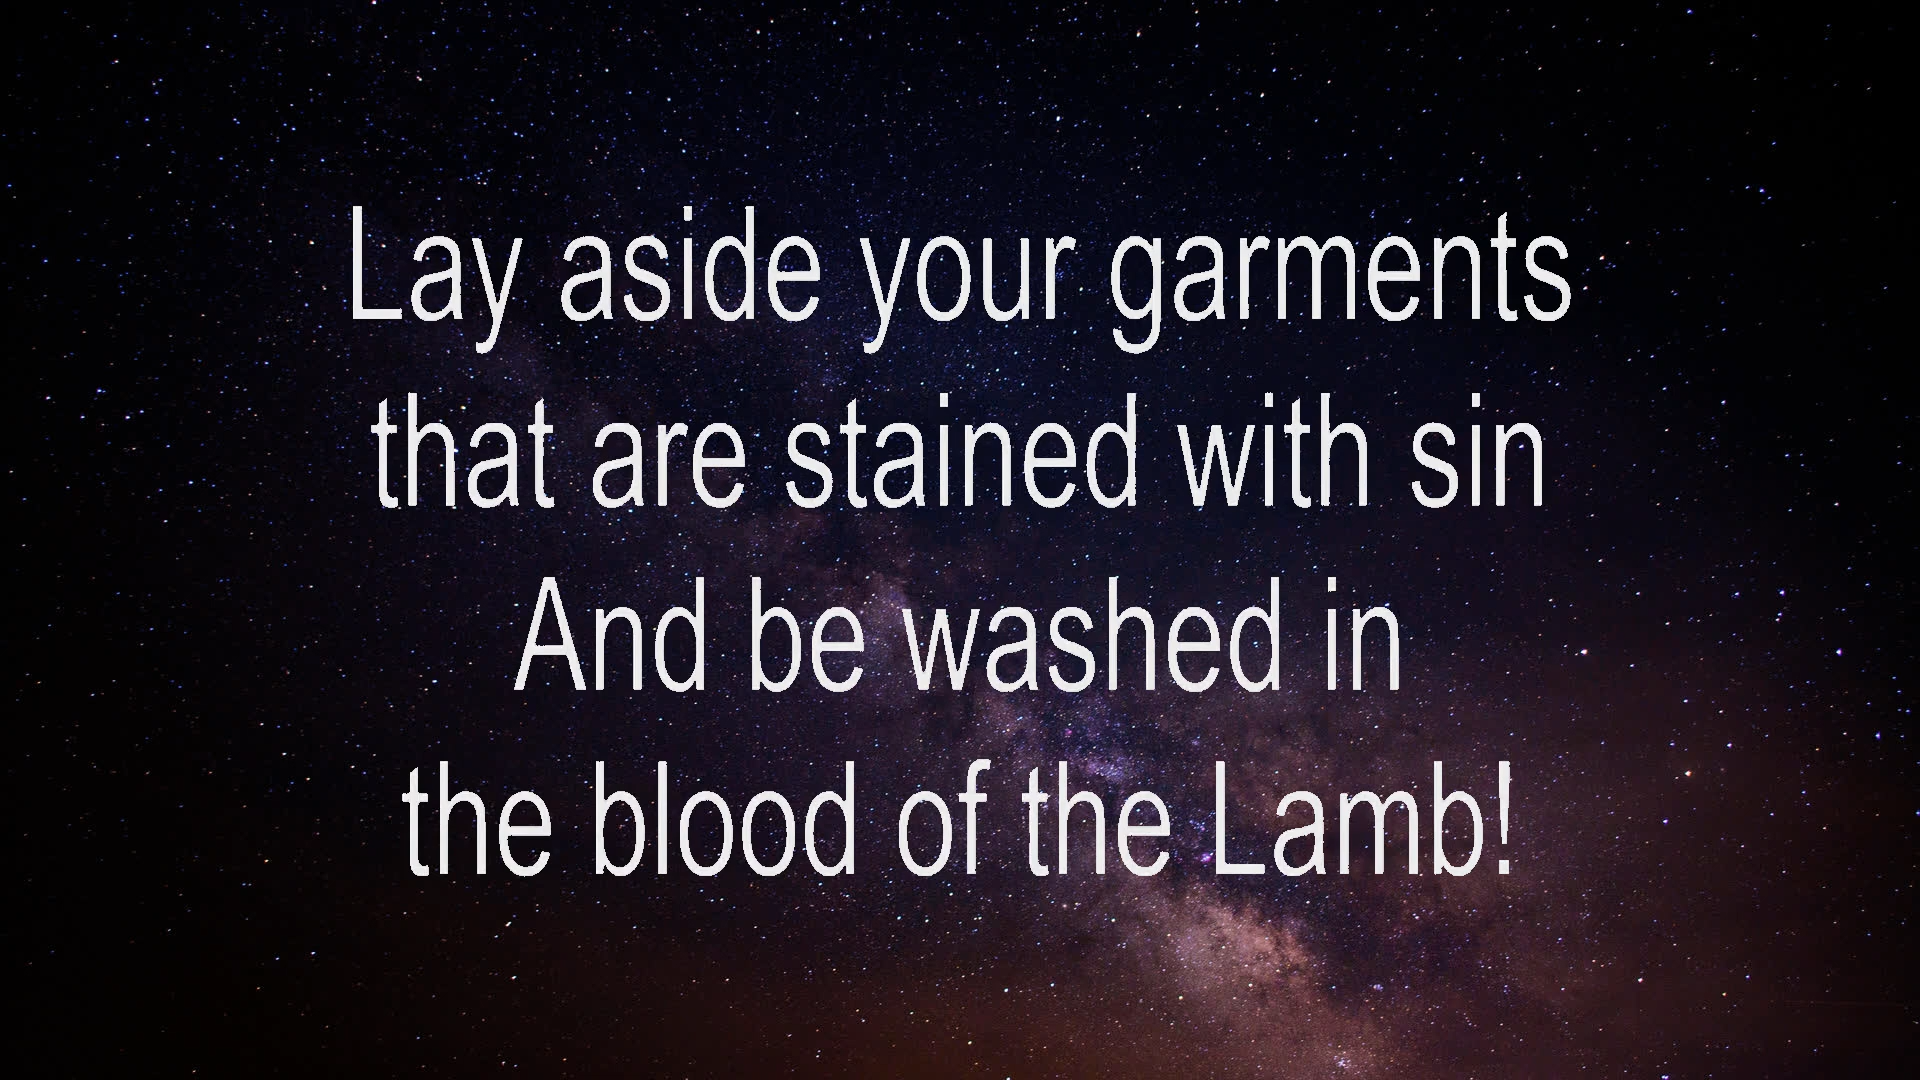 Lay aside your garments
that are stained with sin
And be washed in
the blood of the Lamb!